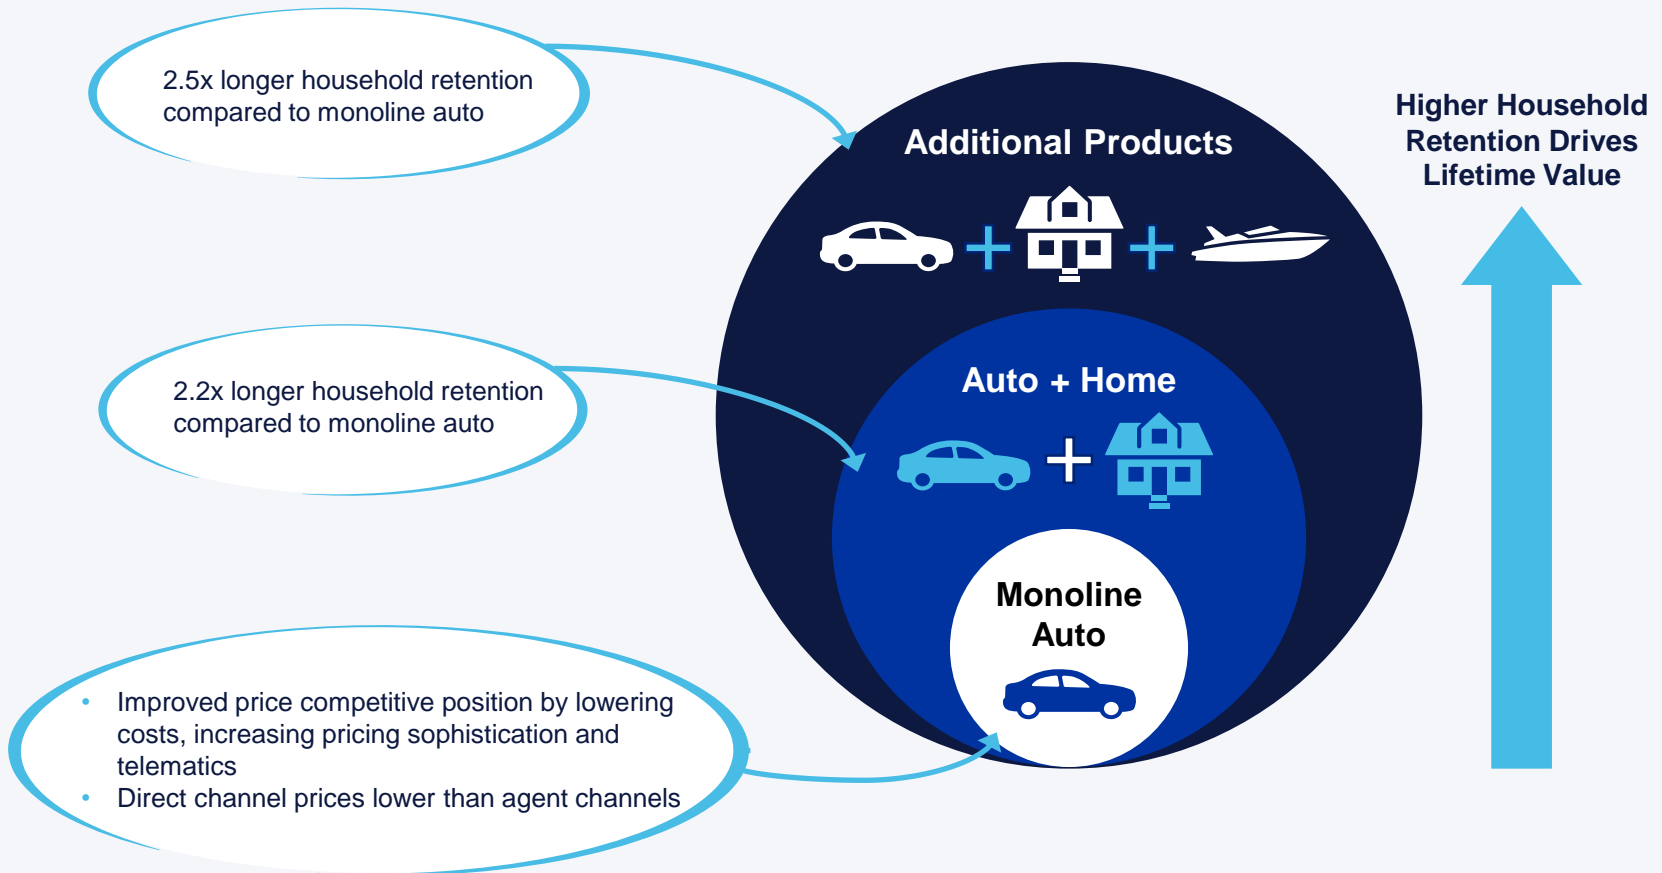 2.5x longer household retention
compared to monoline auto
Additional Products
Higher Household
Retention Drives
Lifetime Value
2.2x longer household retention
compared to monoline auto
Auto + Home
Monoline
Auto
• Improved price competitive position by lowering
costs, increasing pricing sophistication and
telematics
• Direct channel prices lower than agent channels